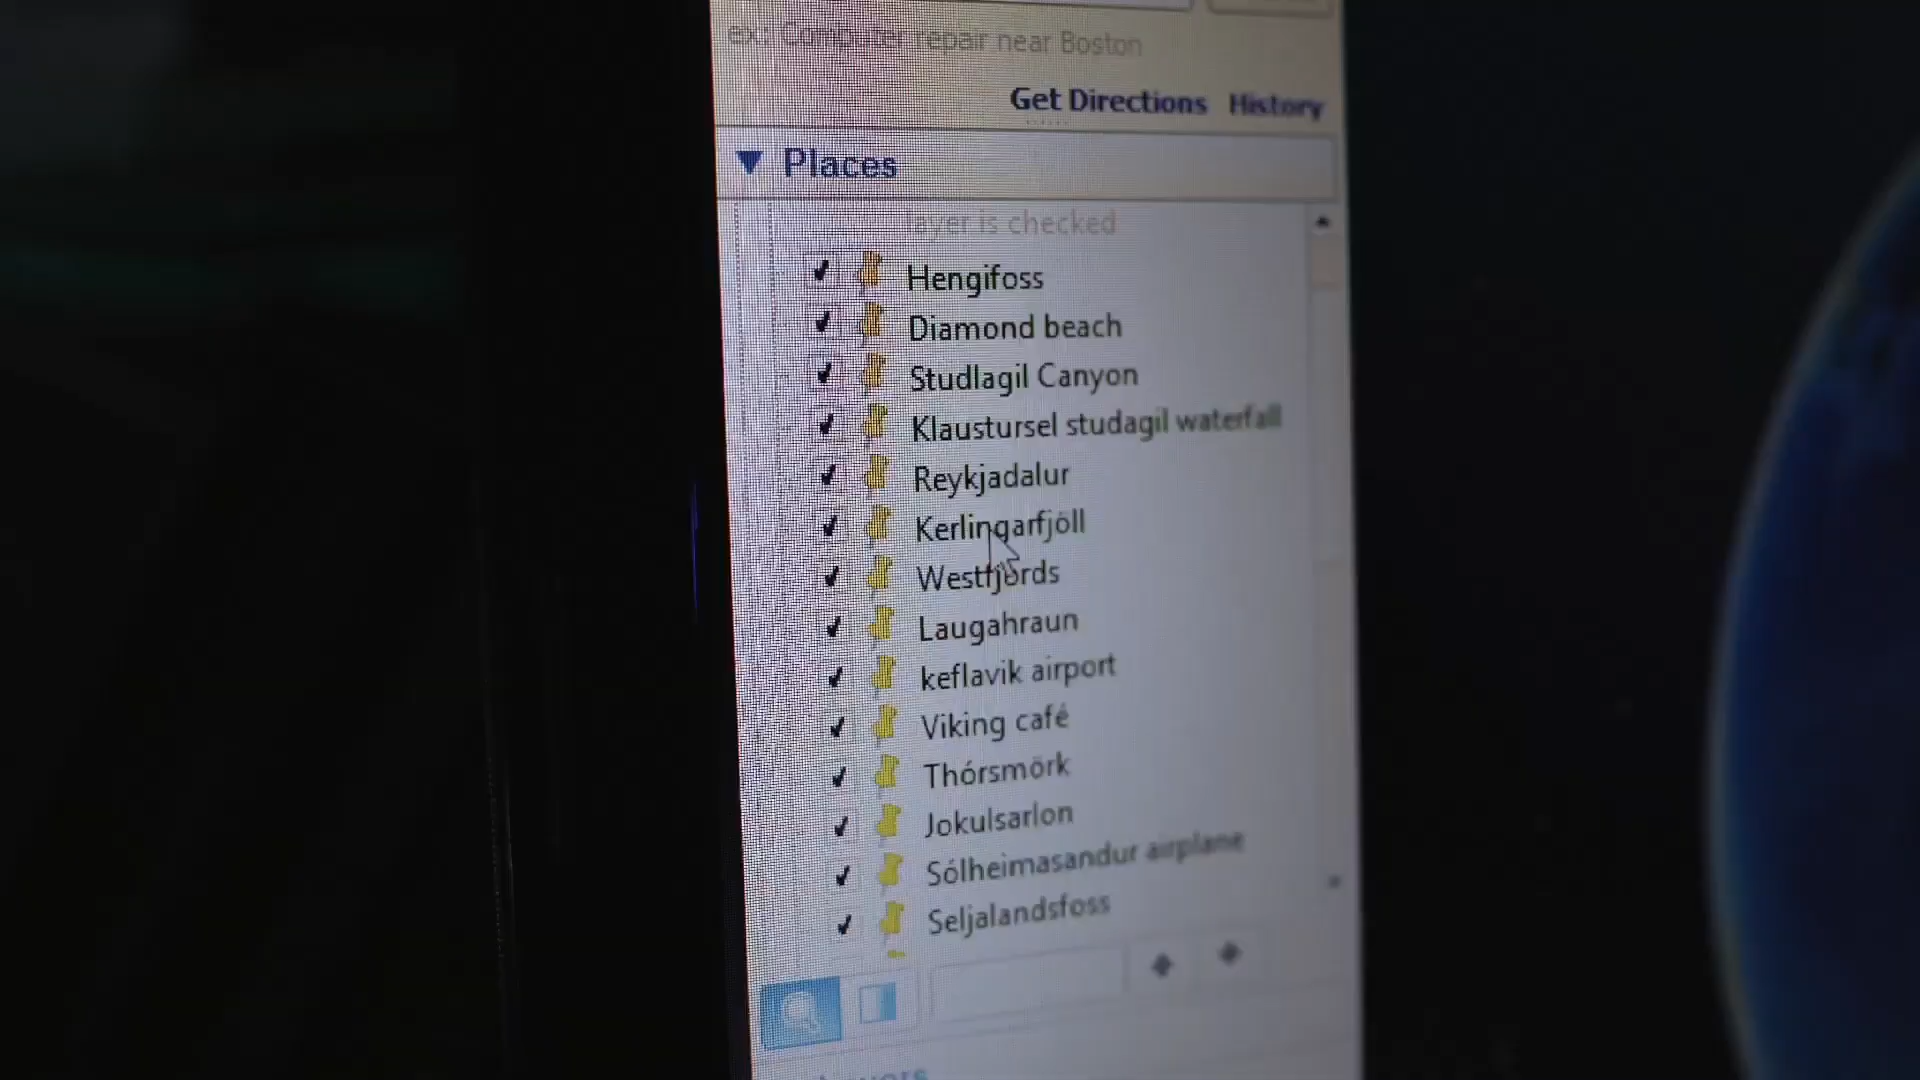 ex: Computer repair near Boston
Get Directions History
Places
layer is checked
Hengifoss
Diamond beach
Studlagil Canyon
Klaustursel studagil waterfall
Reykjadalur
Kerlingarfjöll
Westfjords
Laugahraun
keflavik airport
Viking café
Thórsmörk
Jokulsarlon
Sólheimasandur airplane
Seljalandsfoss